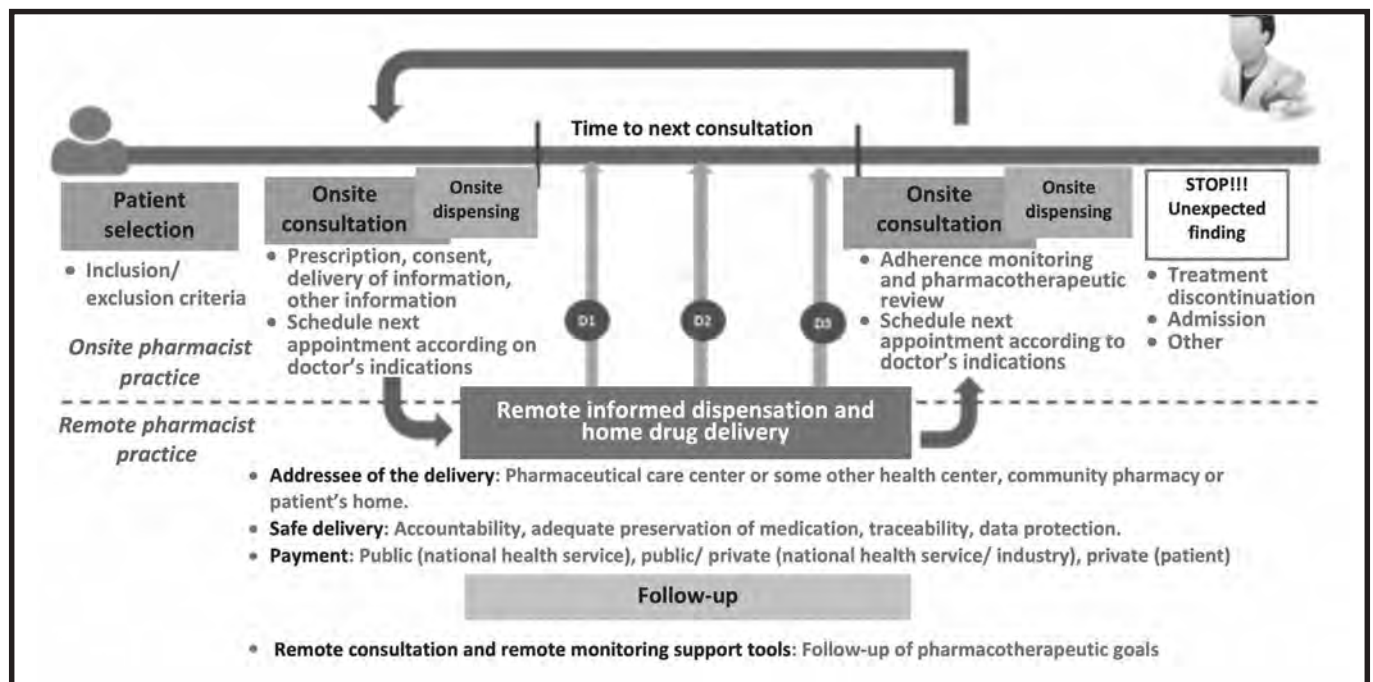 Time to next consultation
Patient
selection
• Inclusion/
exclusion criteria
Onsite pharmacist
practice
Onsite
consultation
Onsite
dispensing
• Prescription, consent,
delivery of information,
other information
• Schedule next
appointment according on
doctor's indications
D1
D2
D3
Onsite
consultation
Onsite
dispensing
• Adherence monitoring
and pharmacotherapeutic
review
• Schedule next
appointment according to
doctor's indications
STOP!!!
Unexpected
finding
• Treatment
discontinuation
• Admission
• Other
Remote pharmacist
practice
Remote informed dispensation and
home drug delivery
• Addressee of the delivery: Pharmaceutical care center or some other health center, community pharmacy or
patient's home.
• Safe delivery: Accountability, adequate preservation of medication, traceability, data protection.
• Payment: Public (national health service), public/ private (national health service/ industry), private (patient)
Follow-up
• Remote consultation and remote monitoring support tools: Follow-up of pharmacotherapeutic goals